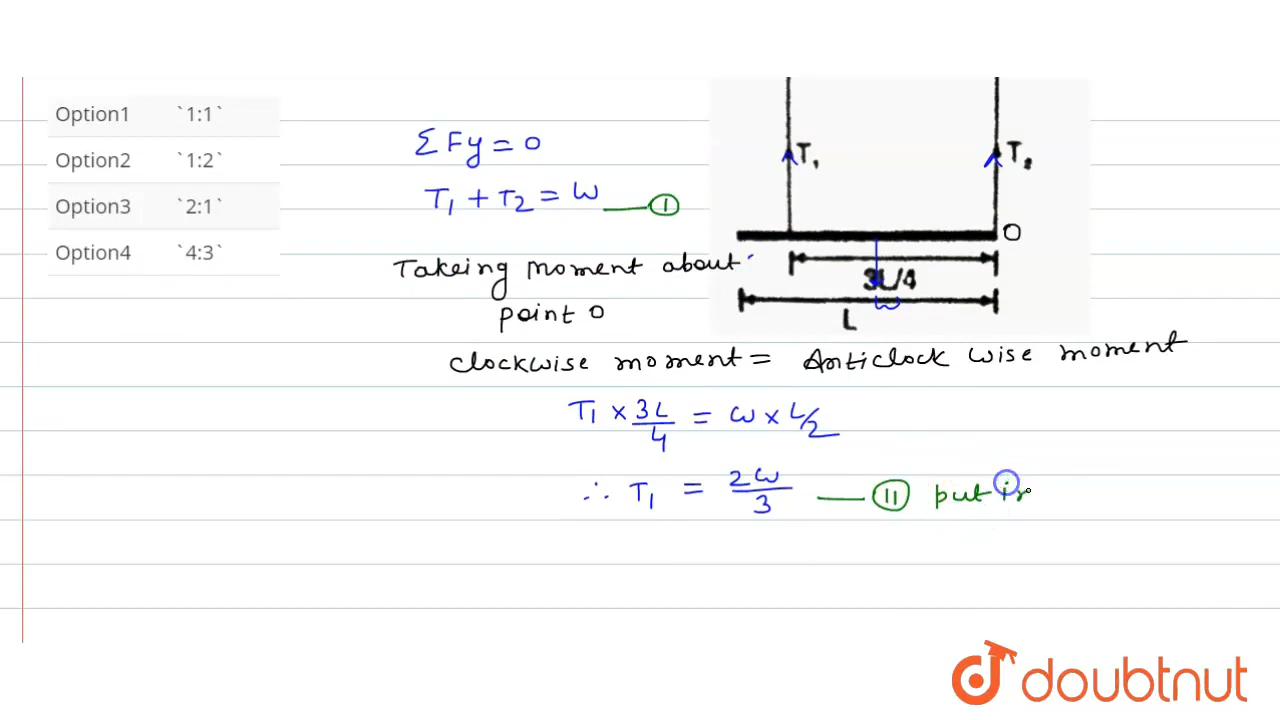 Option1 `1:1`
Option2 `1:2`
Option3 `2:1`
Option4 `4:3`
ΣFy = 0
T1 + T2 = W —— I
Takeing moment about
point O
T1
T2
O
3L/4
W
L
Clockwise moment = Anticlock wise moment
T1 × 3L/4 = W × L/2
∴ T1 = 2W/3 —— II put in
doubtnut